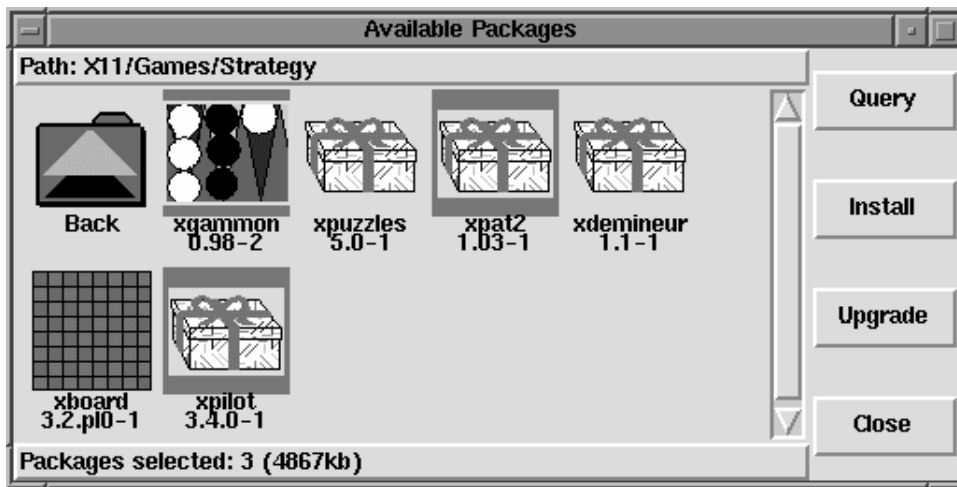 Available Packages
Path: X11/Games/Strategy
Back
xgammon
0.98-2
xpuzzles
5.0-1
xpat2
1.03-1
xdemineur
1.1-1
xboard
3.2.pl0-1
xpilot
3.4.0-1
Packages selected: 3 (4867kb)
Query
Install
Upgrade
Close